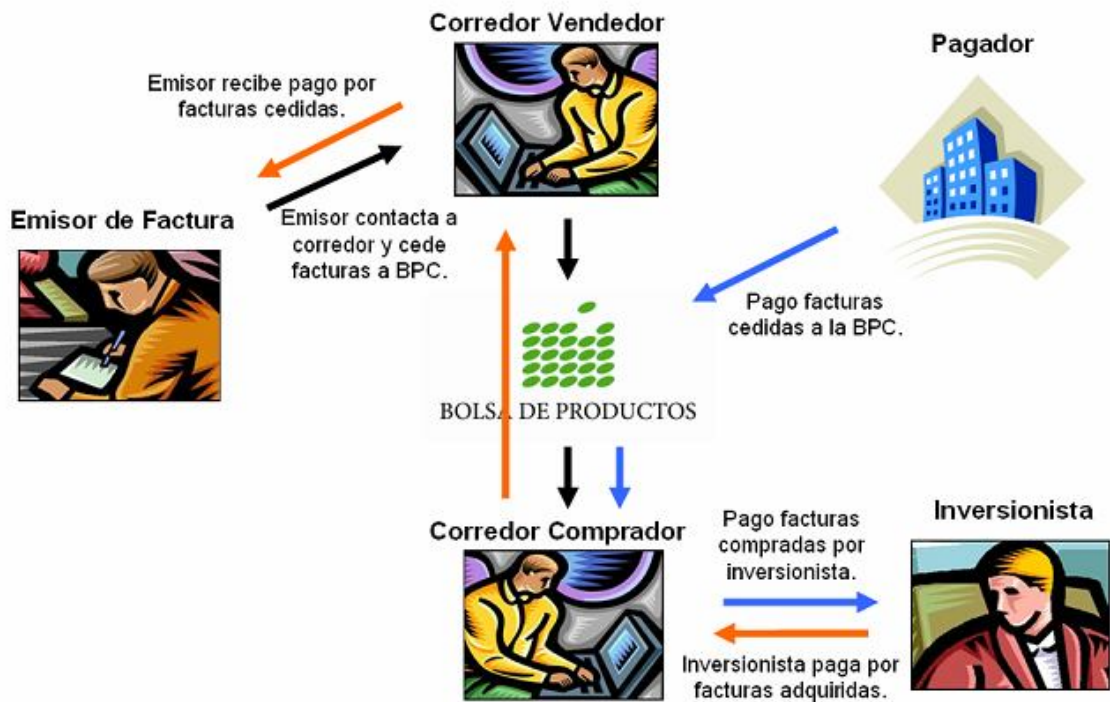 Corredor Vendedor
Pagador
Emisor recibe pago por
facturas cedidas.
Emisor de Factura
Emisor contacta a
corredor y cede
facturas a BPC.
Pago facturas
cedidas a la BPC.
BOLSA DE PRODUCTOS
Corredor Comprador
Pago facturas
compradas por
inversionista.
Inversionista
Inversionista paga por
facturas adquiridas.